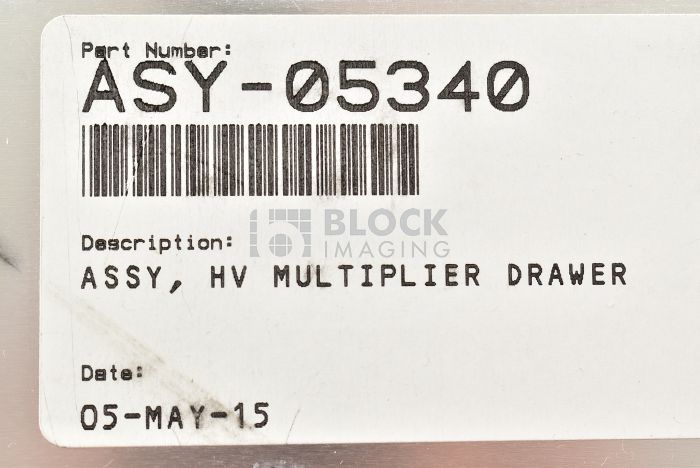 Part Number:
ASY-05340
BLOCK
IMAGING
Description:
ASSY, HV MULTIPLIER DRAWER
Date:
05-MAY-15